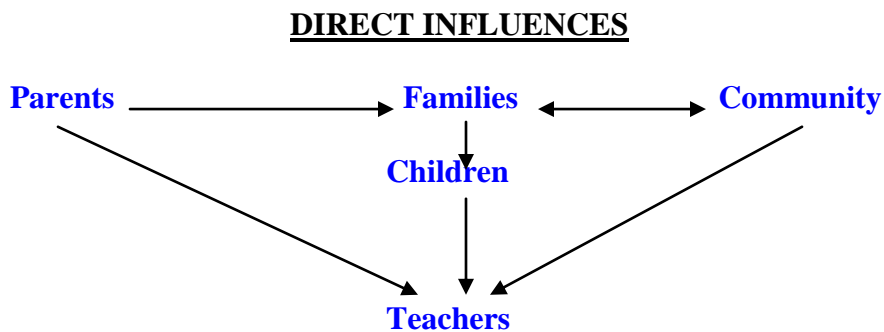 DIRECT INFLUENCES
Parents Families Community
Children
Teachers